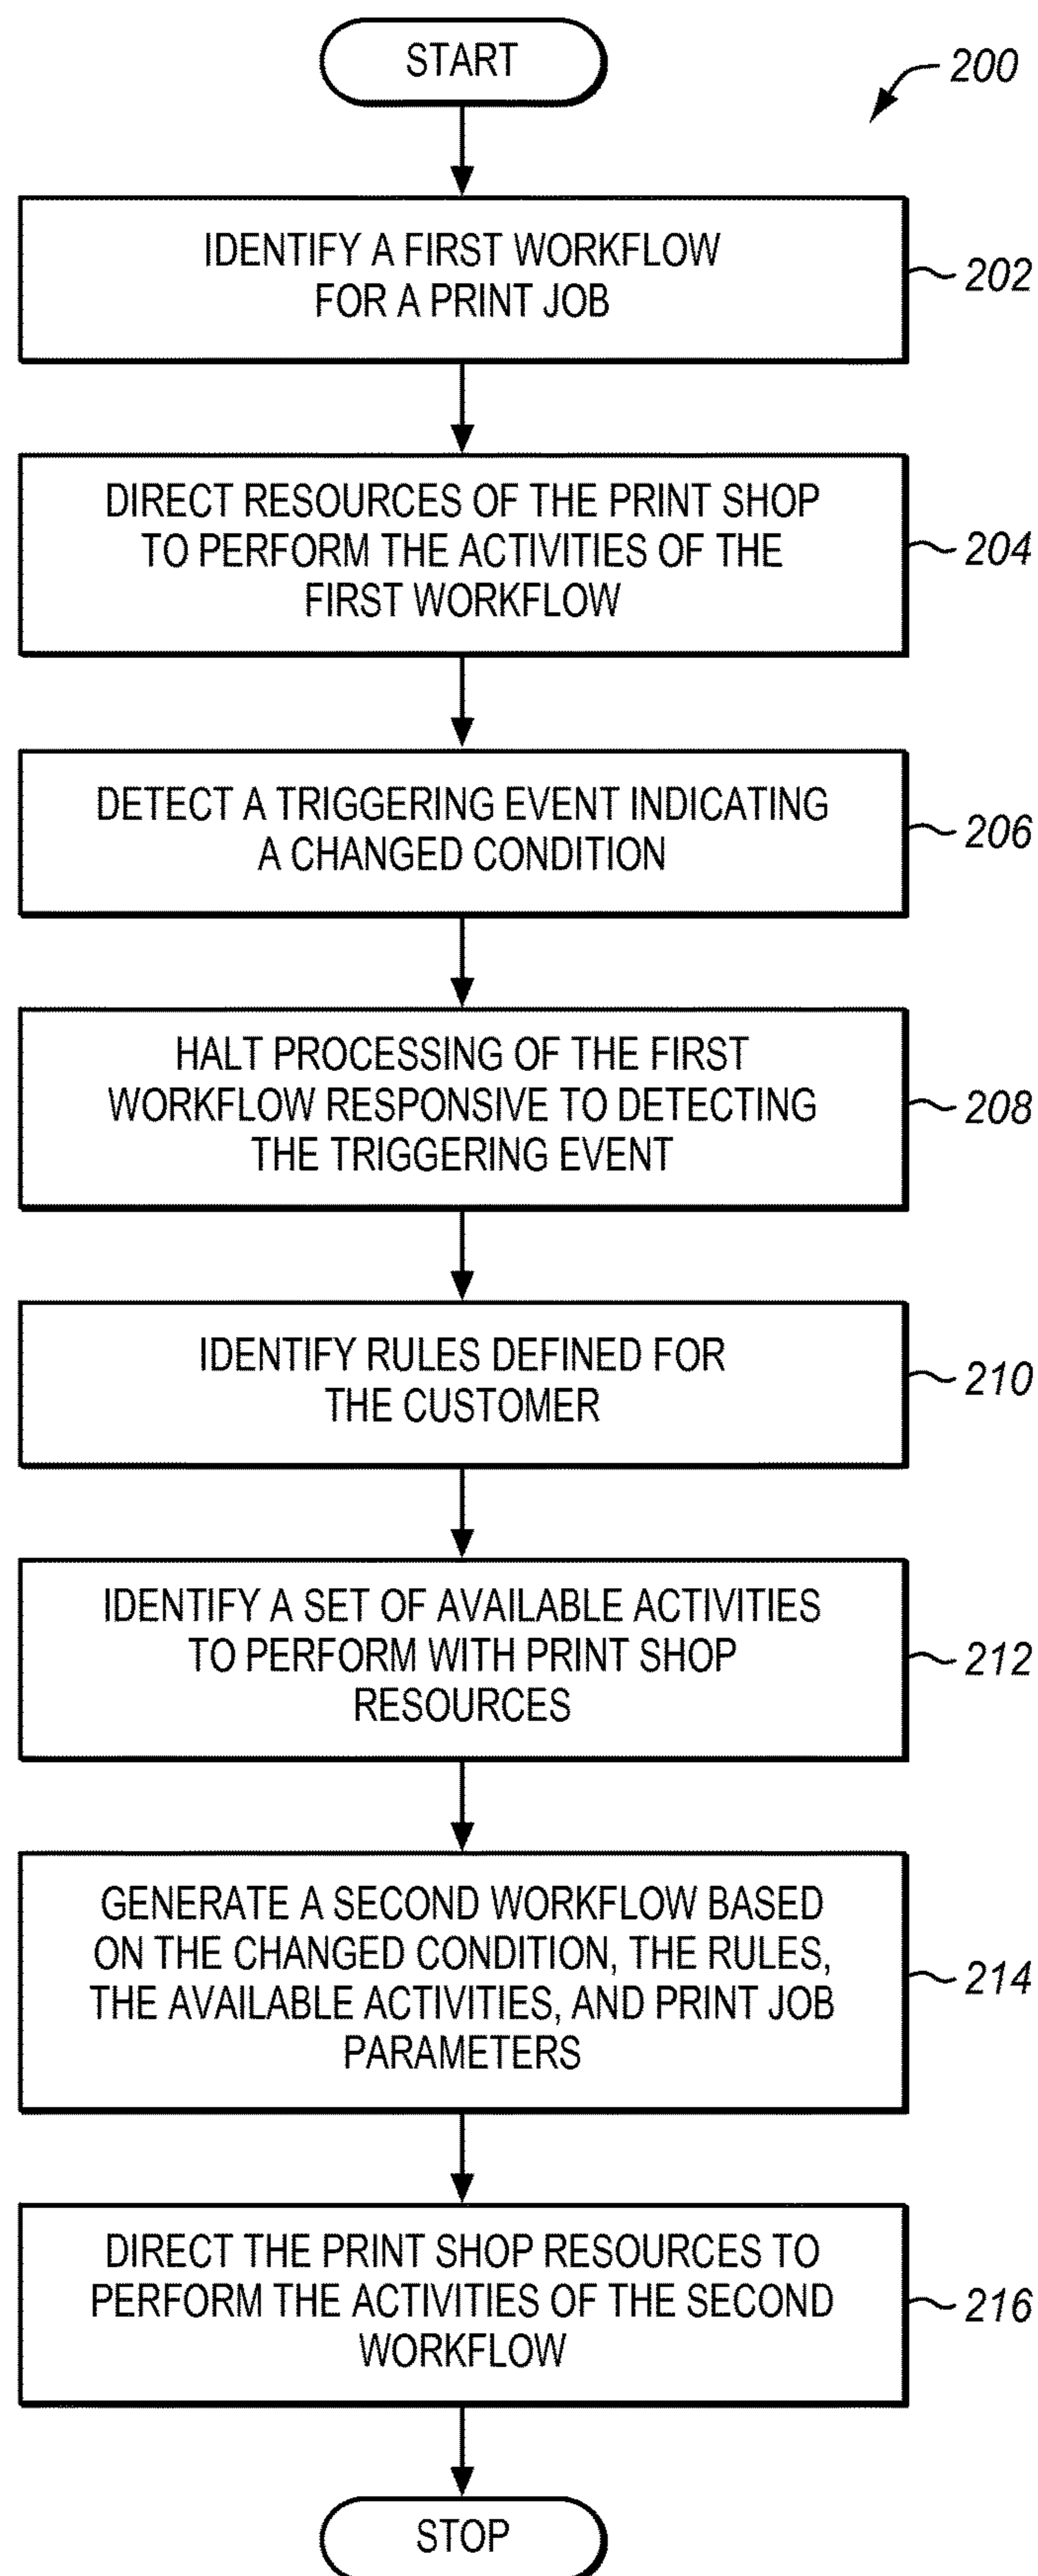 START
200
IDENTIFY A FIRST WORKFLOW
FOR A PRINT JOB
202
DIRECT RESOURCES OF THE PRINT SHOP
TO PERFORM THE ACTIVITIES OF THE
FIRST WORKFLOW
204
DETECT A TRIGGERING EVENT INDICATING
A CHANGED CONDITION
206
HALT PROCESSING OF THE FIRST
WORKFLOW RESPONSIVE TO DETECTING
THE TRIGGERING EVENT
208
IDENTIFY RULES DEFINED FOR
THE CUSTOMER
210
IDENTIFY A SET OF AVAILABLE ACTIVITIES
TO PERFORM WITH PRINT SHOP
RESOURCES
212
GENERATE A SECOND WORKFLOW BASED
ON THE CHANGED CONDITION, THE RULES,
THE AVAILABLE ACTIVITIES, AND PRINT JOB
PARAMETERS
214
DIRECT THE PRINT SHOP RESOURCES TO
PERFORM THE ACTIVITIES OF THE SECOND
WORKFLOW
216
STOP